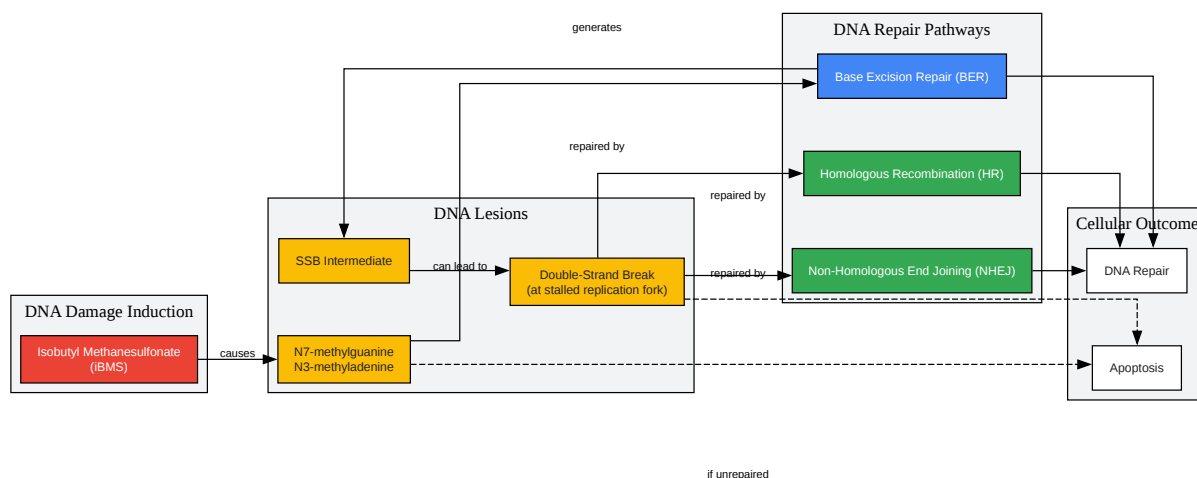 generates
DNA Repair Pathways
Base Excision Repair (BER)
repaired by
Homologous Recombination (HR)
repaired by
DNA Lesions
Cellular Outcome
SSB Intermediate
can lead to
Double-Strand Break
(at stalled replication fork)
repaired by
Non-Homologous End Joining (NHEJ)
DNA Repair
DNA Damage Induction
Isobutyl Methanesulfonate
(iBMS)
causes
N7-methylguanine
N3-methyladenine
Apoptosis
if unrepaired